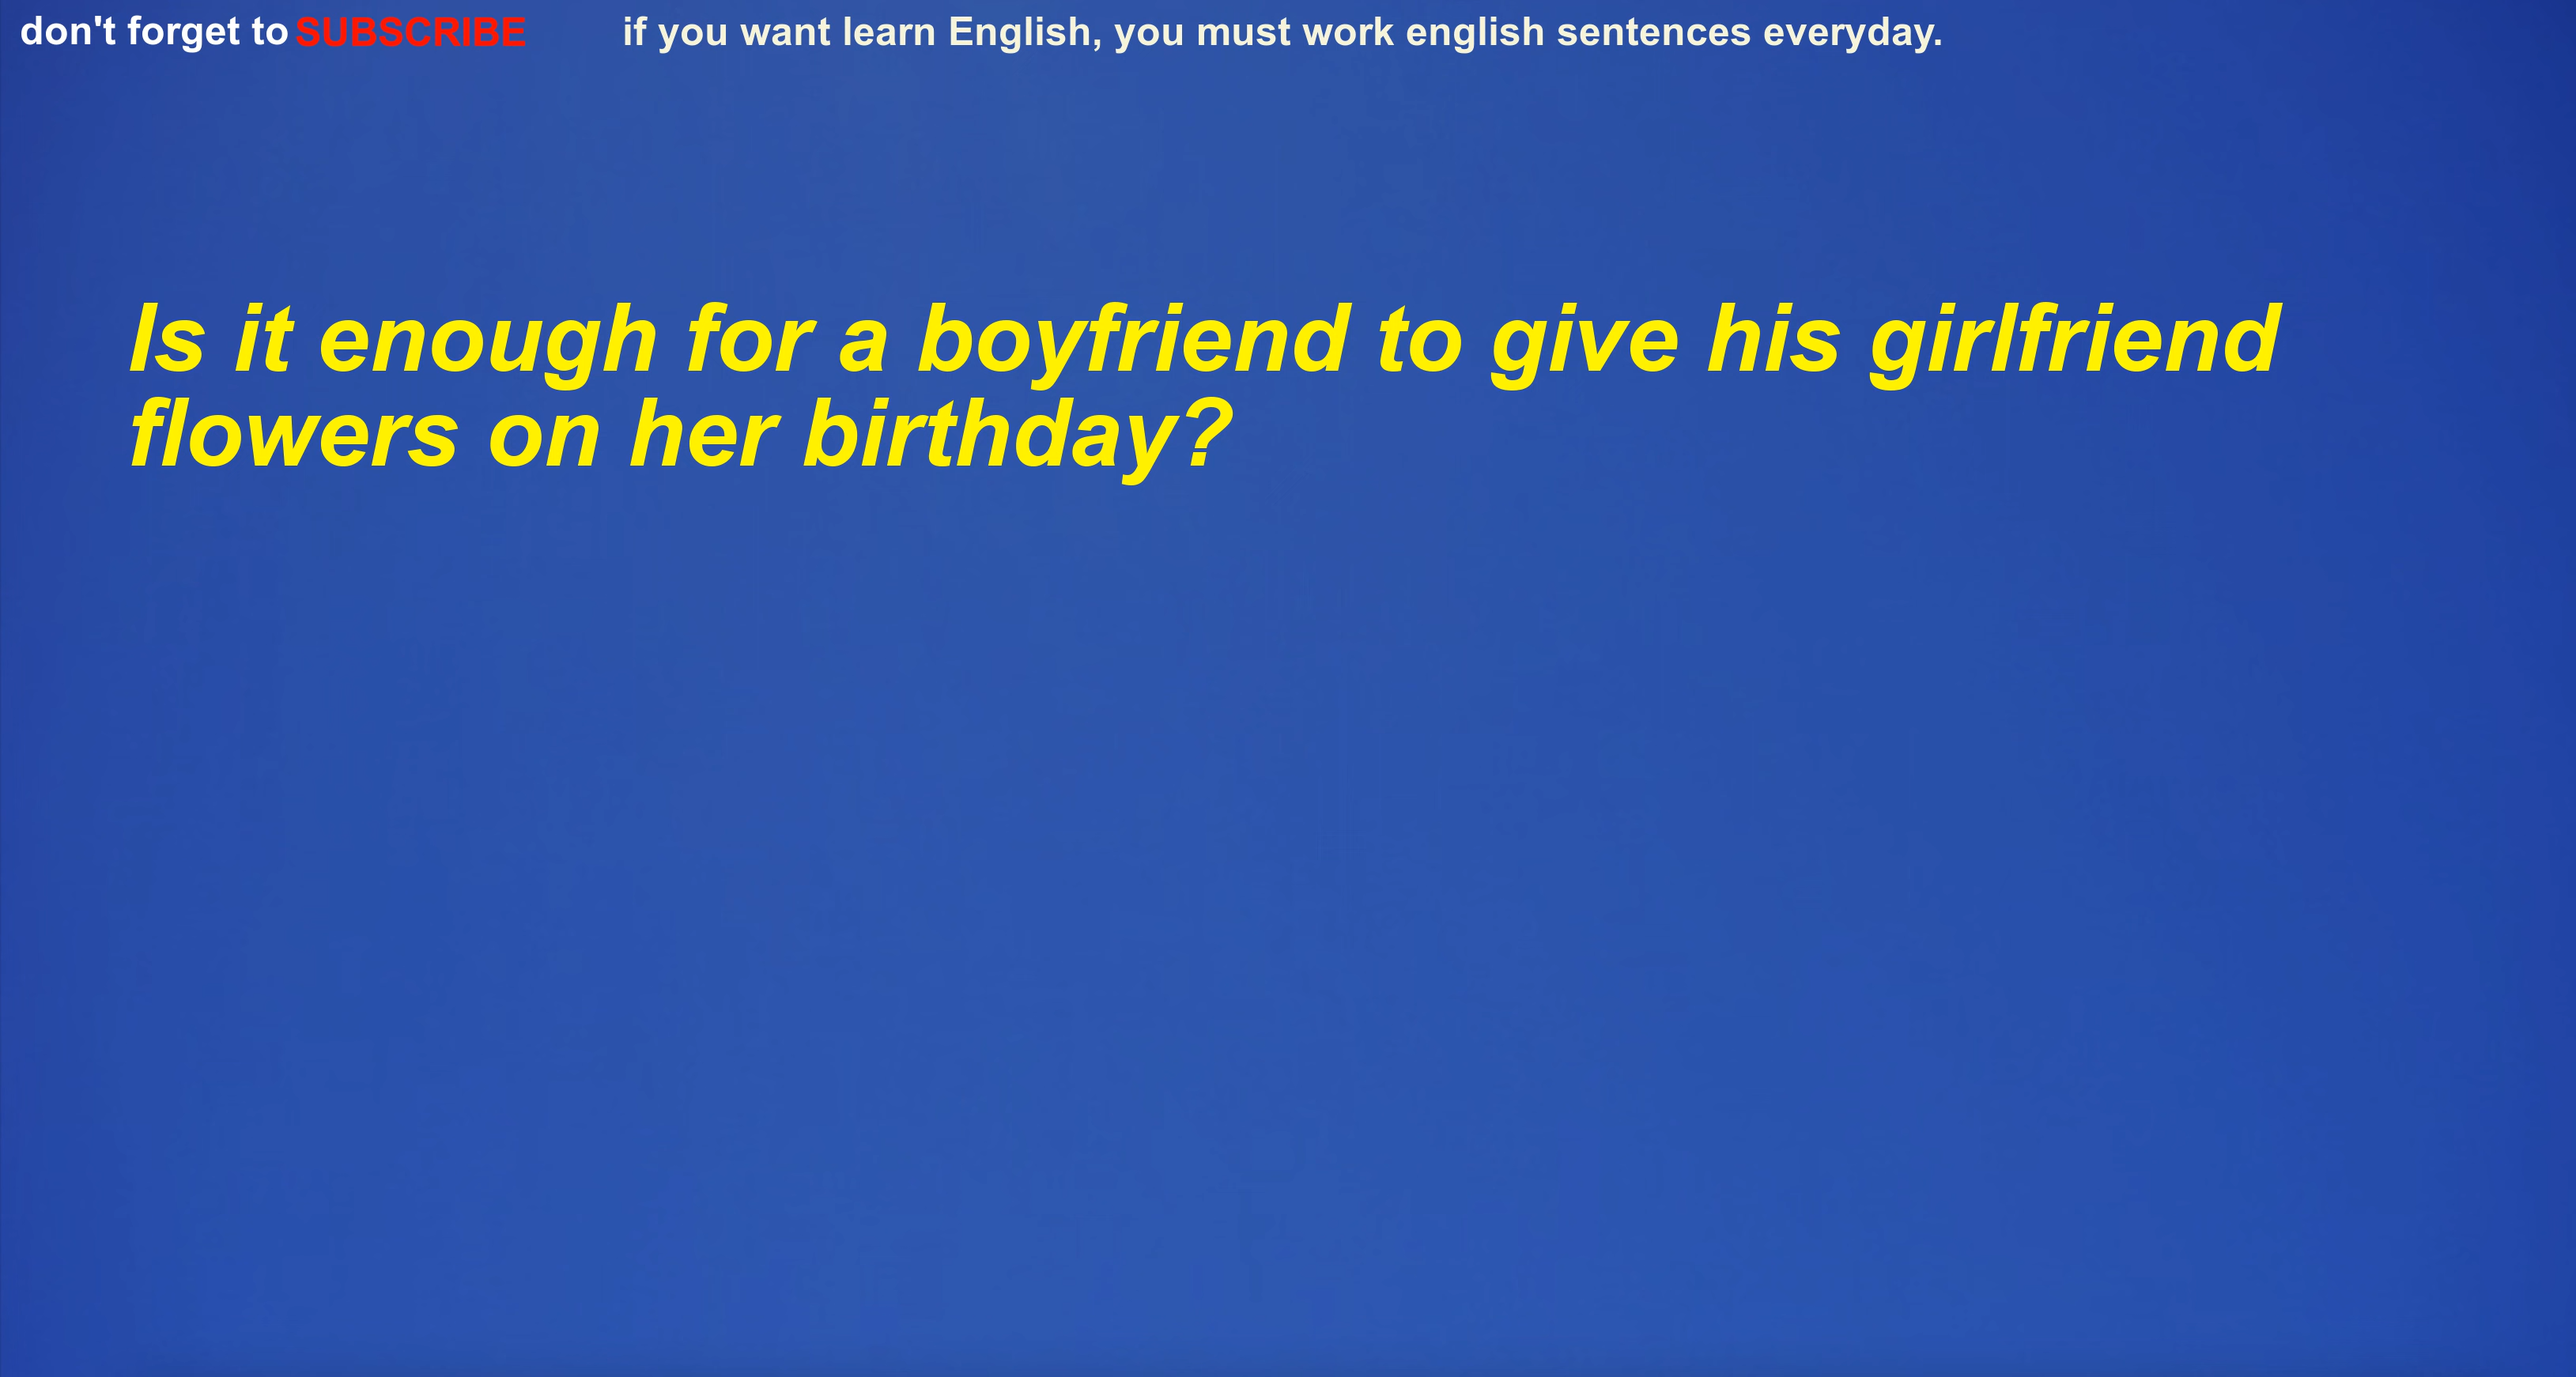 don't forget to SUBSCRIBE if you want learn English, you must work english sentences everyday.
Is it enough for a boyfriend to give his girlfriend
flowers on her birthday?